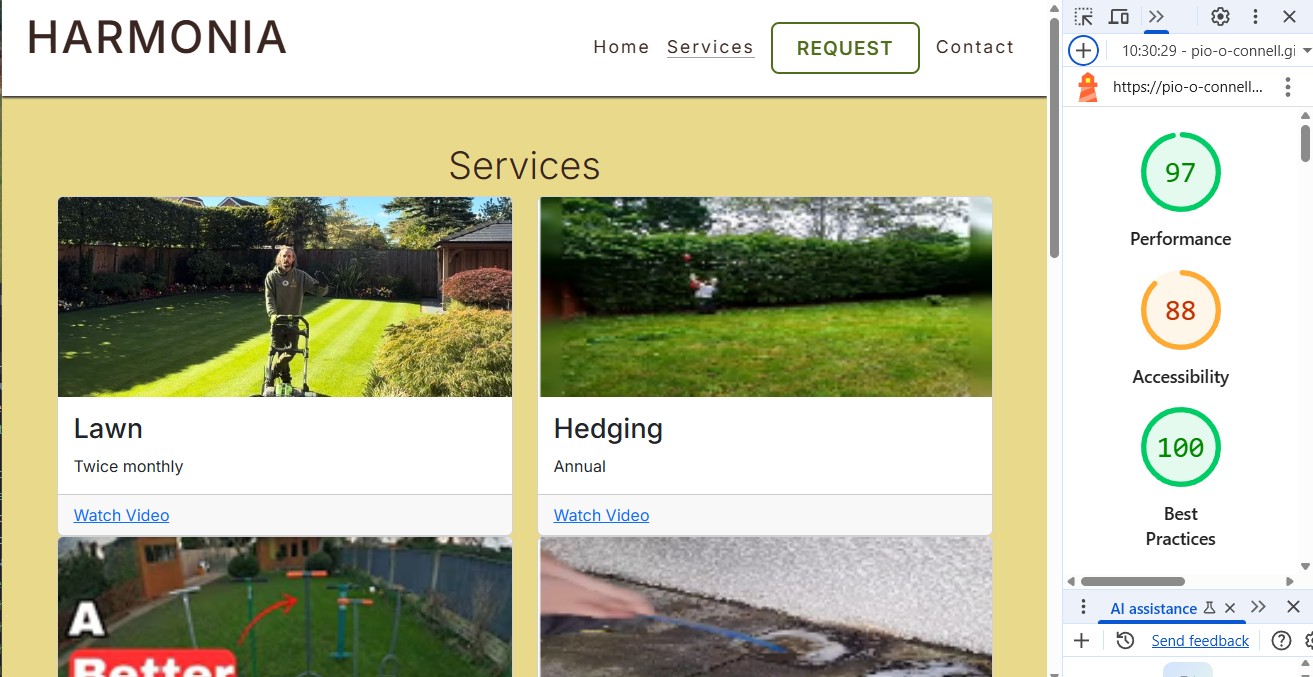 HARMONIA
Home Services REQUEST Contact
Services
Lawn
Twice monthly
Watch Video
Hedging
Annual
Watch Video
A
Better
10:30:29 - pio-o-connell.gi
https://pio-o-connell...
97
Performance
88
Accessibility
100
Best
Practices
AI assistance
Send feedback